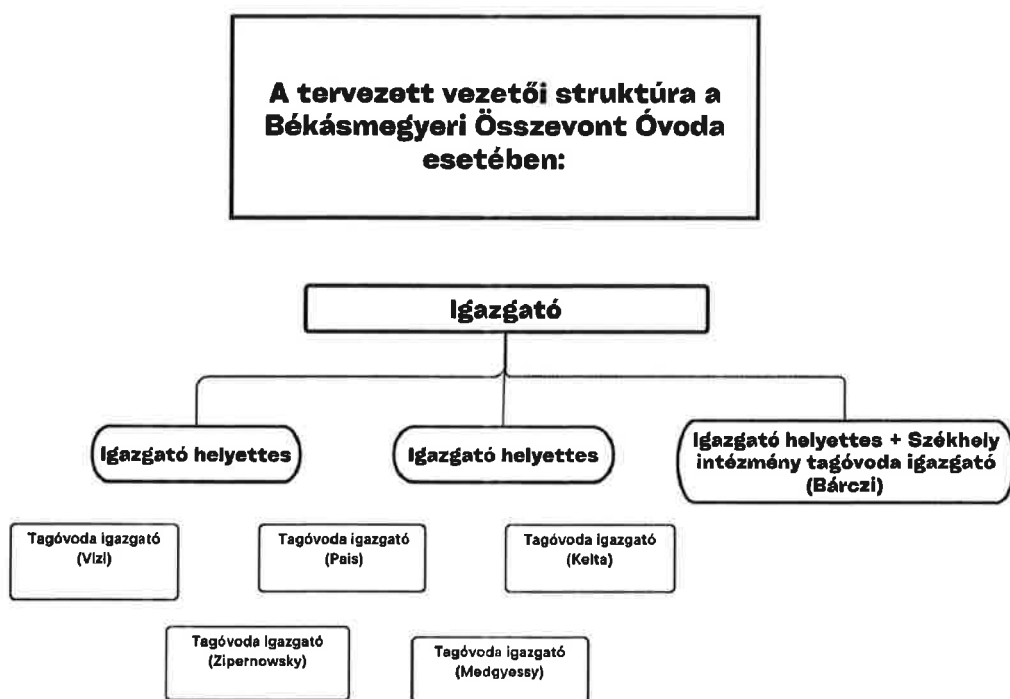 A tervezett vezetői struktúra a
Békásmegyeri Összevont Óvoda
esetében:
Igazgató
Igazgató helyettes
Igazgató helyettes
Igazgató helyettes + Székhely
intézmény tagóvoda igazgató
(Bárczi)
Tagóvoda igazgató
(Vizi)
Tagóvoda igazgató
(Pais)
Tagóvoda igazgató
(Kelta)
Tagóvoda igazgató
(Zipernowsky)
Tagóvoda igazgató
(Medgyessy)